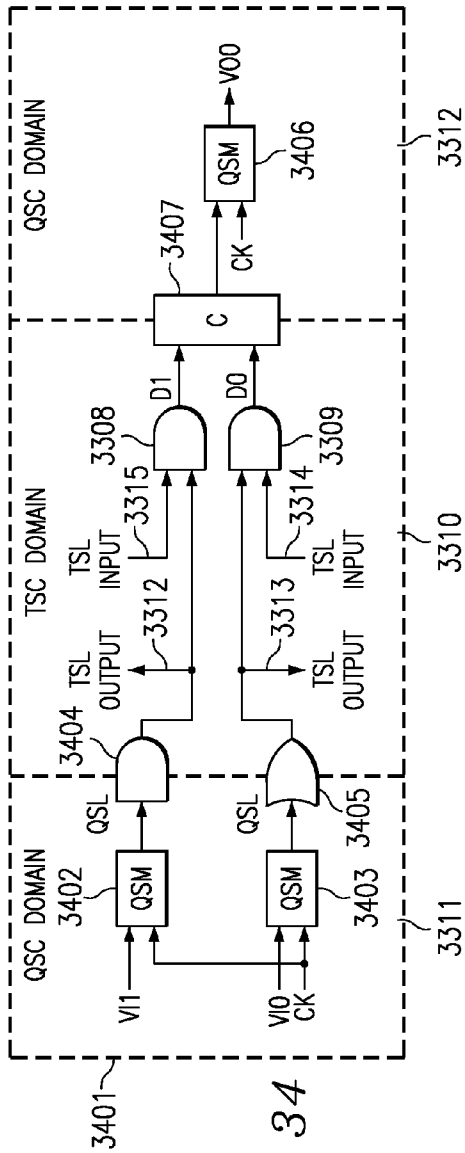 QSC DOMAIN
TSC DOMAIN
QSC DOMAIN
3401
VI1
QSM
3402
QSL
3404
TSL
OUTPUT
3312
TSL
INPUT
3315
3308
D1
3407
C
QSM
3406
VO0
CK
VI0
CK
QSM
3403
QSL
3405
3313
TSL
OUTPUT
3314
TSL
INPUT
3309
D0
3311
3310
3312
34